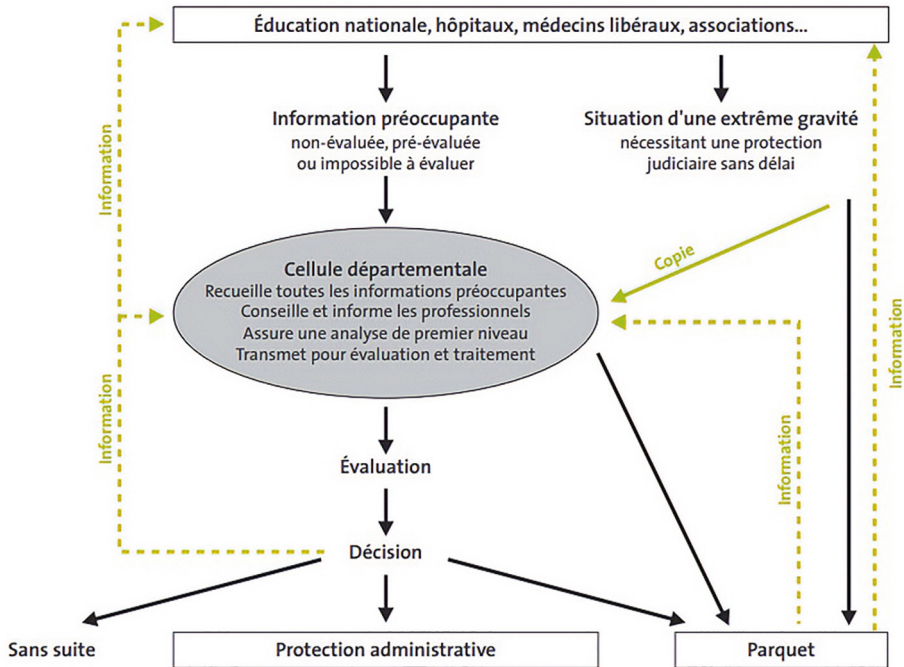 Éducation nationale, hôpitaux, médecins libéraux, associations...
Information préoccupante
non-évaluée, pré-évaluée
ou impossible à évaluer
Situation d'une extrême gravité
nécessitant une protection
judiciaire sans délai
Information
Copie
Cellule départementale
Recueille toutes les informations préoccupantes
Conseille et informe les professionnels
Assure une analyse de premier niveau
Transmet pour évaluation et traitement
Information
Information
Information
Évaluation
Décision
Sans suite
Protection administrative
Parquet